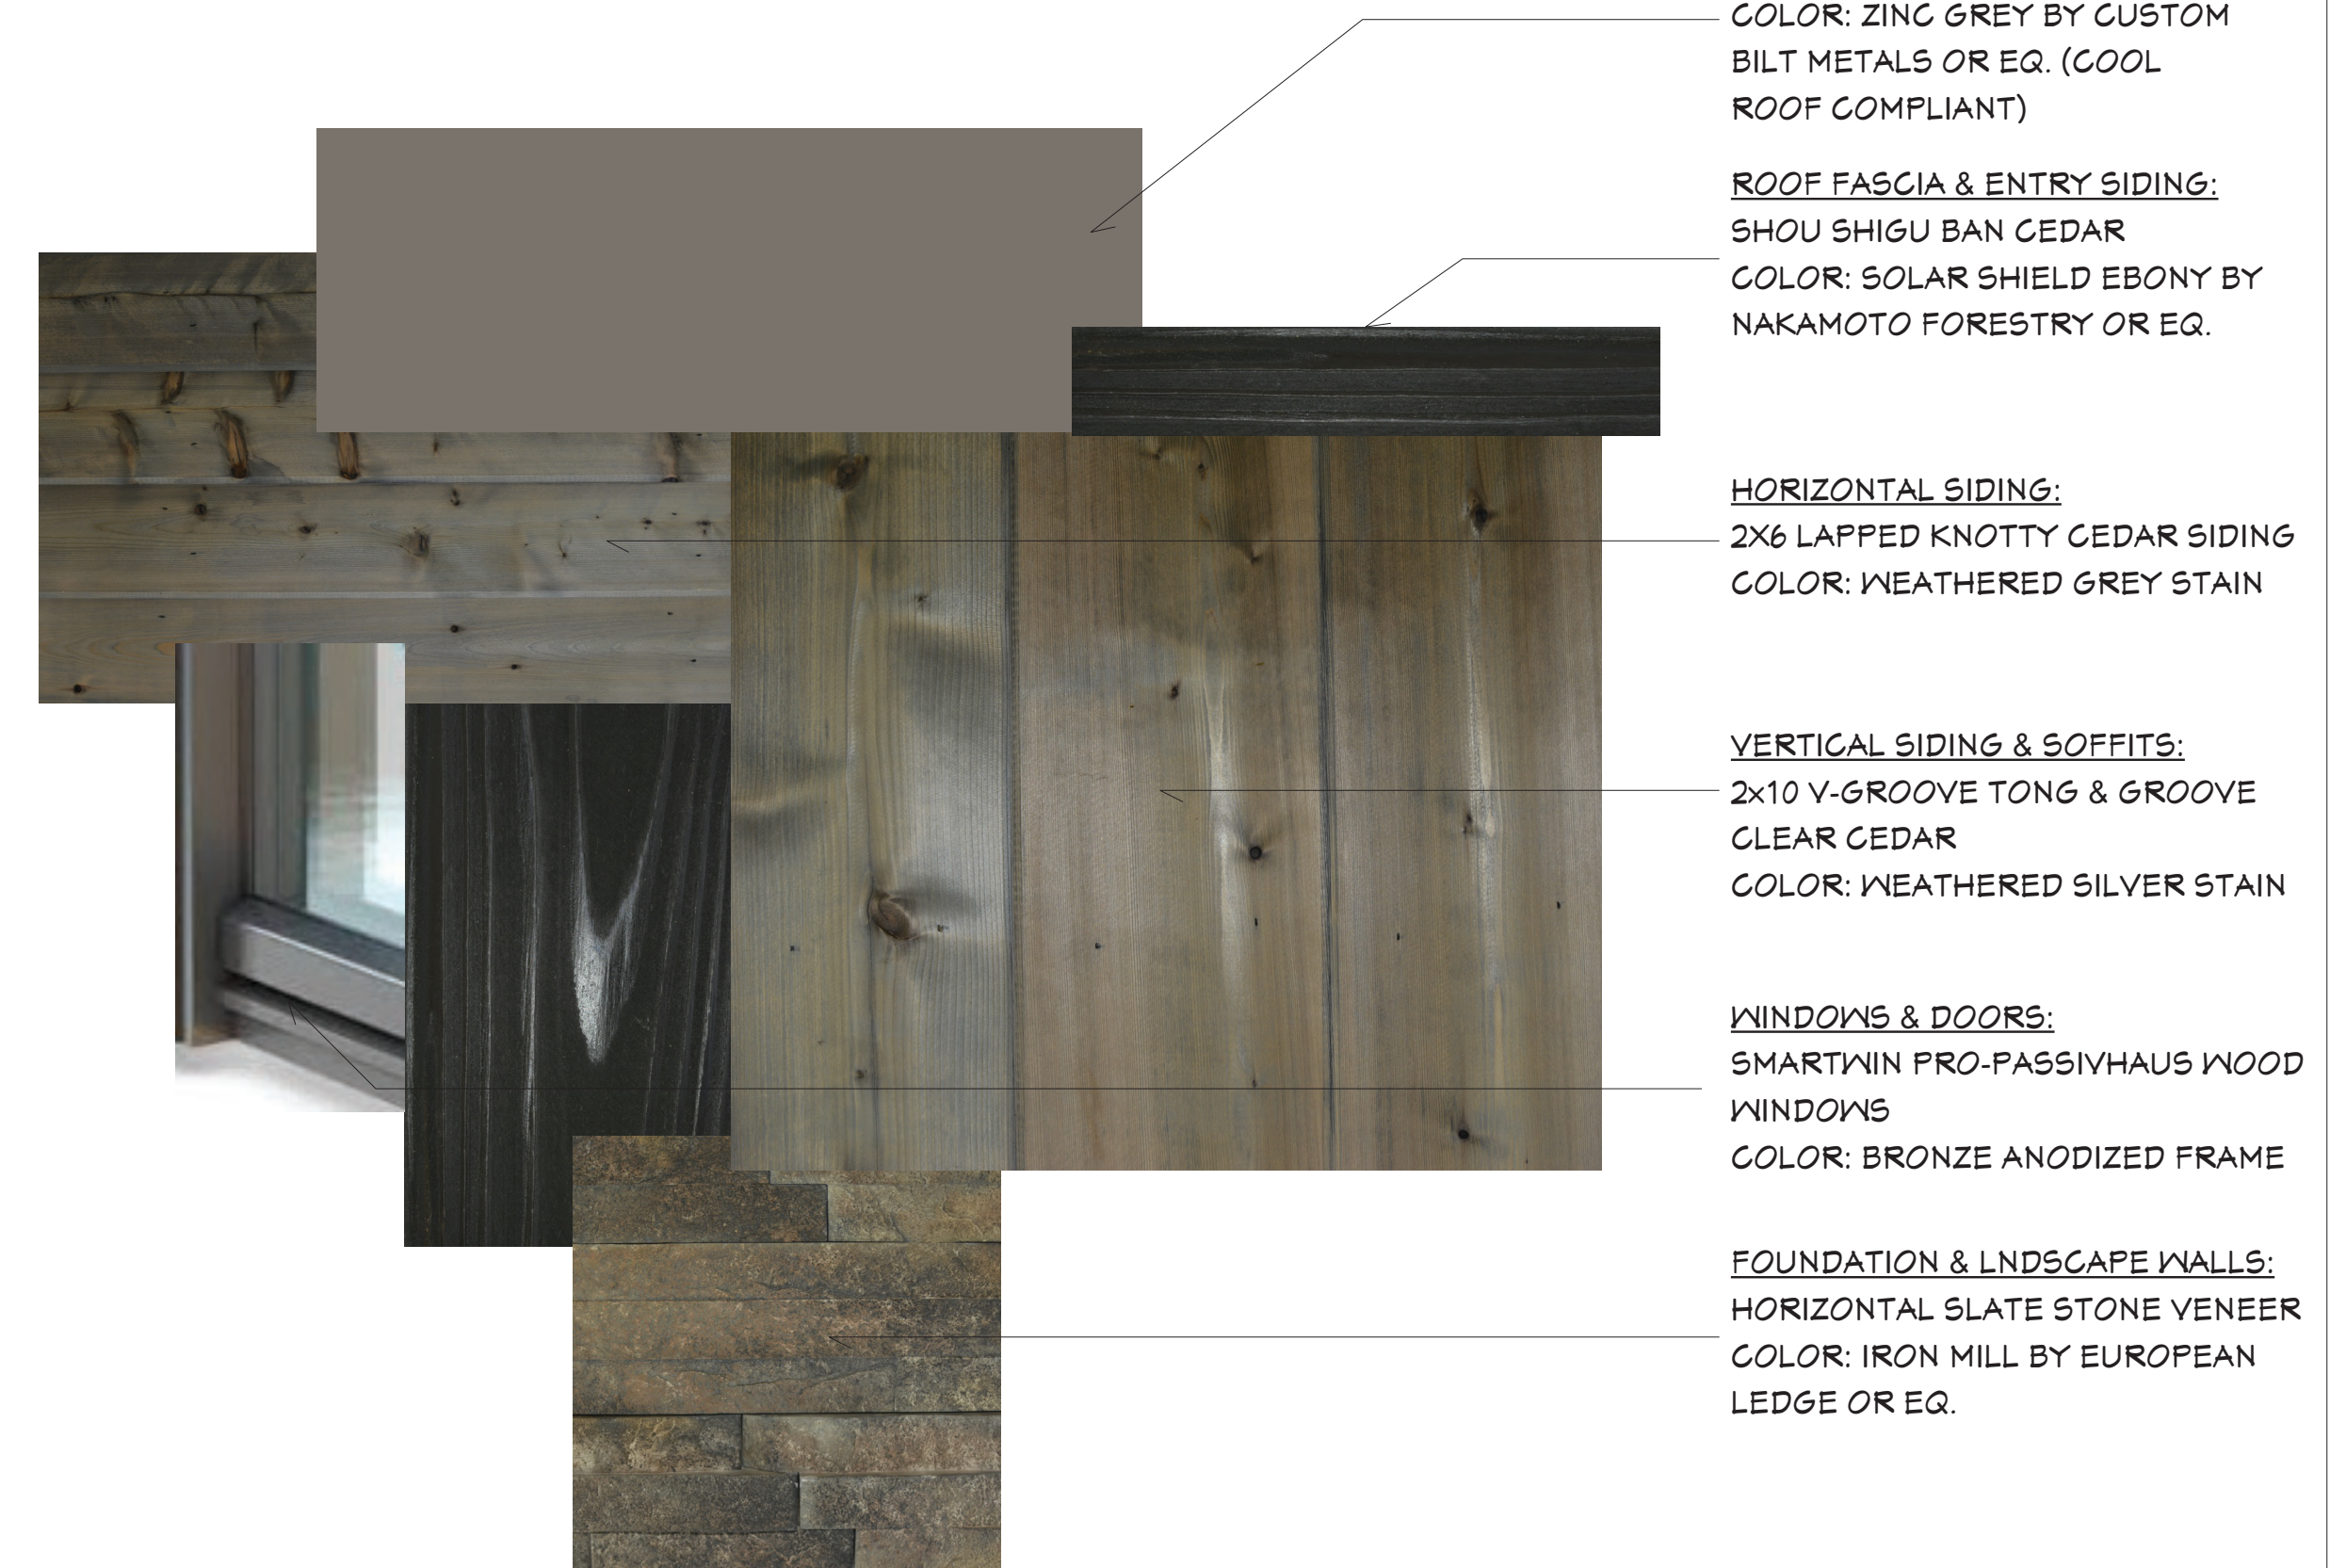 COLOR: ZINC GREY BY CUSTOM
BILT METALS OR EQ. (COOL
ROOF COMPLIANT)
ROOF FASCIA & ENTRY SIDING:
SHOU SHIGU BAN CEDAR
COLOR: SOLAR SHIELD EBONY BY
NAKAMOTO FORESTRY OR EQ.
HORIZONTAL SIDING:
2X6 LAPPED KNOTTY CEDAR SIDING
COLOR: WEATHERED GREY STAIN
VERTICAL SIDING & SOFFITS:
2x10 V-GROOVE TONG & GROOVE
CLEAR CEDAR
COLOR: WEATHERED SILVER STAIN
WINDOWS & DOORS:
SMARTWIN PRO-PASSIVHAUS WOOD
WINDOWS
COLOR: BRONZE ANODIZED FRAME
FOUNDATION & LNDSCAPE WALLS:
HORIZONTAL SLATE STONE VENEER
COLOR: IRON MILL BY EUROPEAN
LEDGE OR EQ.